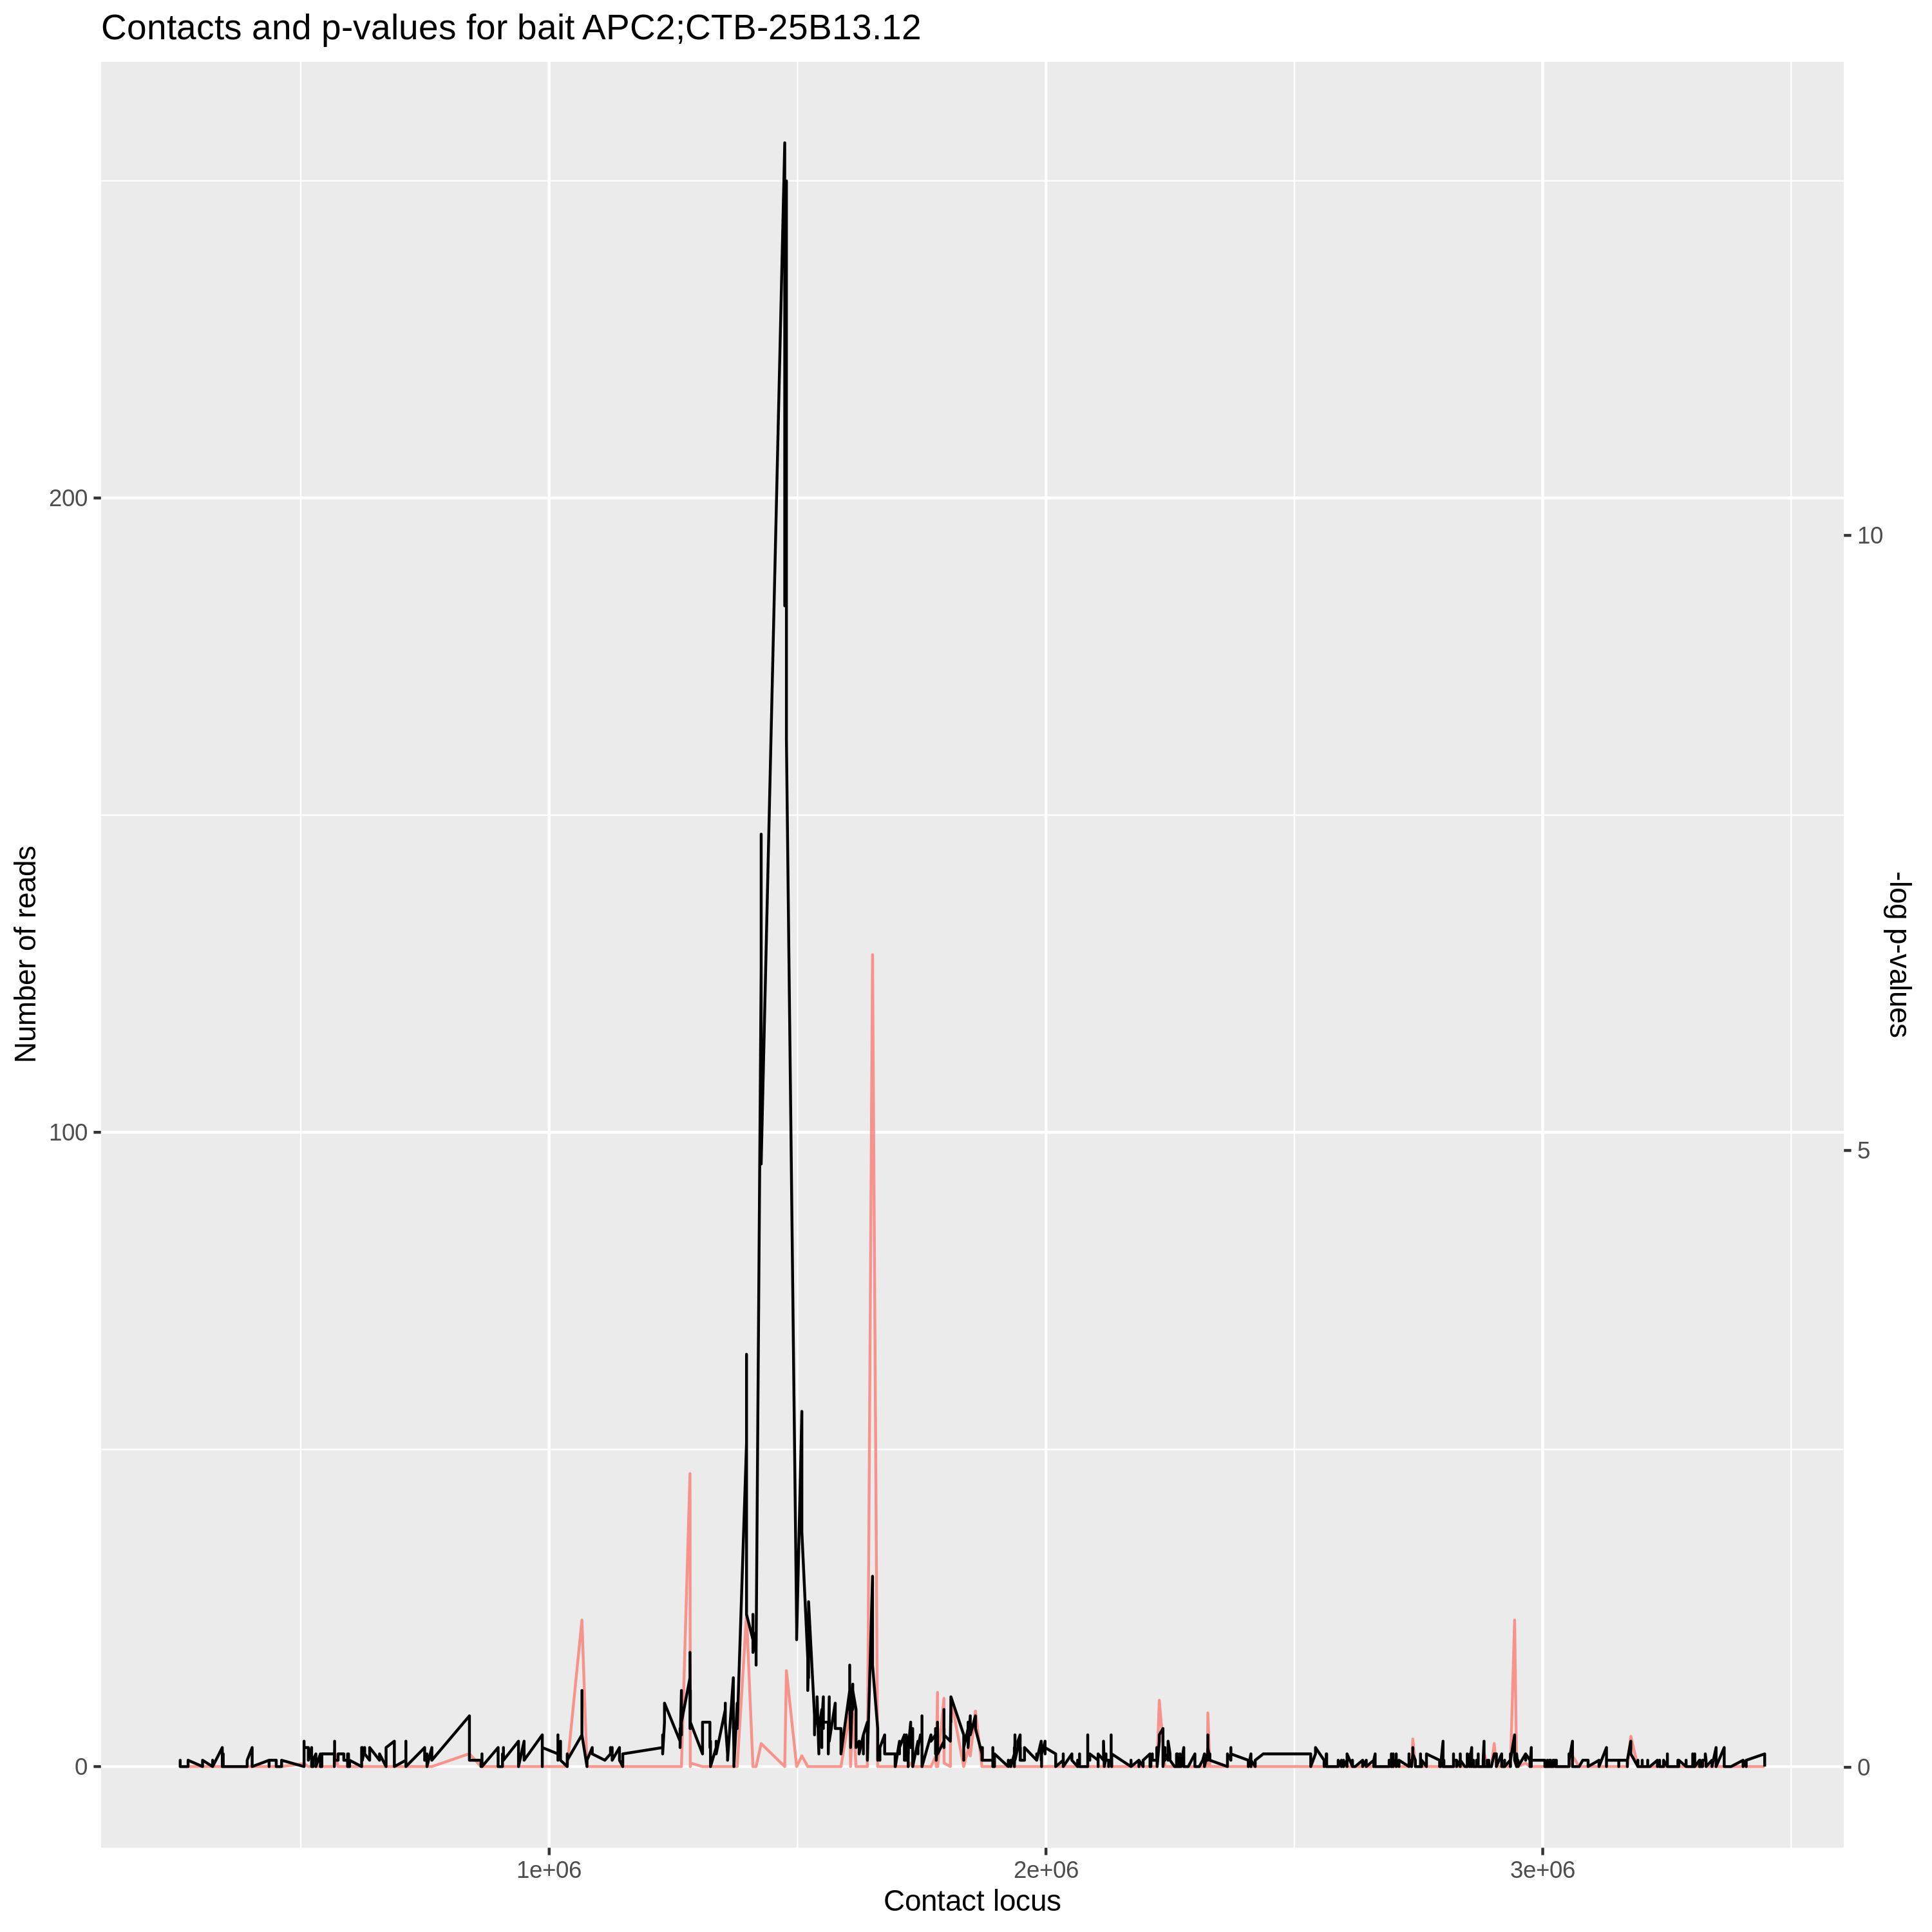 Contacts and p-values for bait APC2;CTB-25B13.12
Number of reads
200
100
0
10
5
0
-log p-values
1e+06
2e+06
3e+06
Contact locus